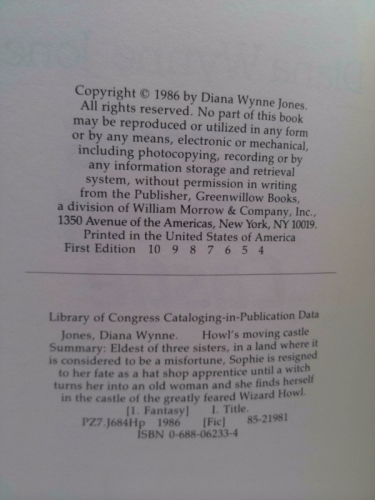 Copyright © 1986 by Diana Wynne Jones.
All rights reserved. No part of this book
may be reproduced or utilized in any form
or by any means, electronic or mechanical,
including photocopying, recording or by
any information storage and retrieval
system, without permission in writing
from the Publisher, Greenwillow Books,
a division of William Morrow & Company, Inc.,
1350 Avenue of the Americas, New York, NY 10019.
Printed in the United States of America
First Edition 10 9 8 7 6 5 4
Library of Congress Cataloging-in-Publication Data
Jones, Diana Wynne. Howl's moving castle
Summary: Eldest of three sisters, in a land where it
is considered to be a misfortune, Sophie is resigned
to her fate as a hat shop apprentice until a witch
turns her into an old woman and she finds herself
in the castle of the greatly feared Wizard Howl.
[1. Fantasy] I. Title.
PZ7.J684Hp 1986 [Fic] 85-21981
ISBN 0-688-06233-4